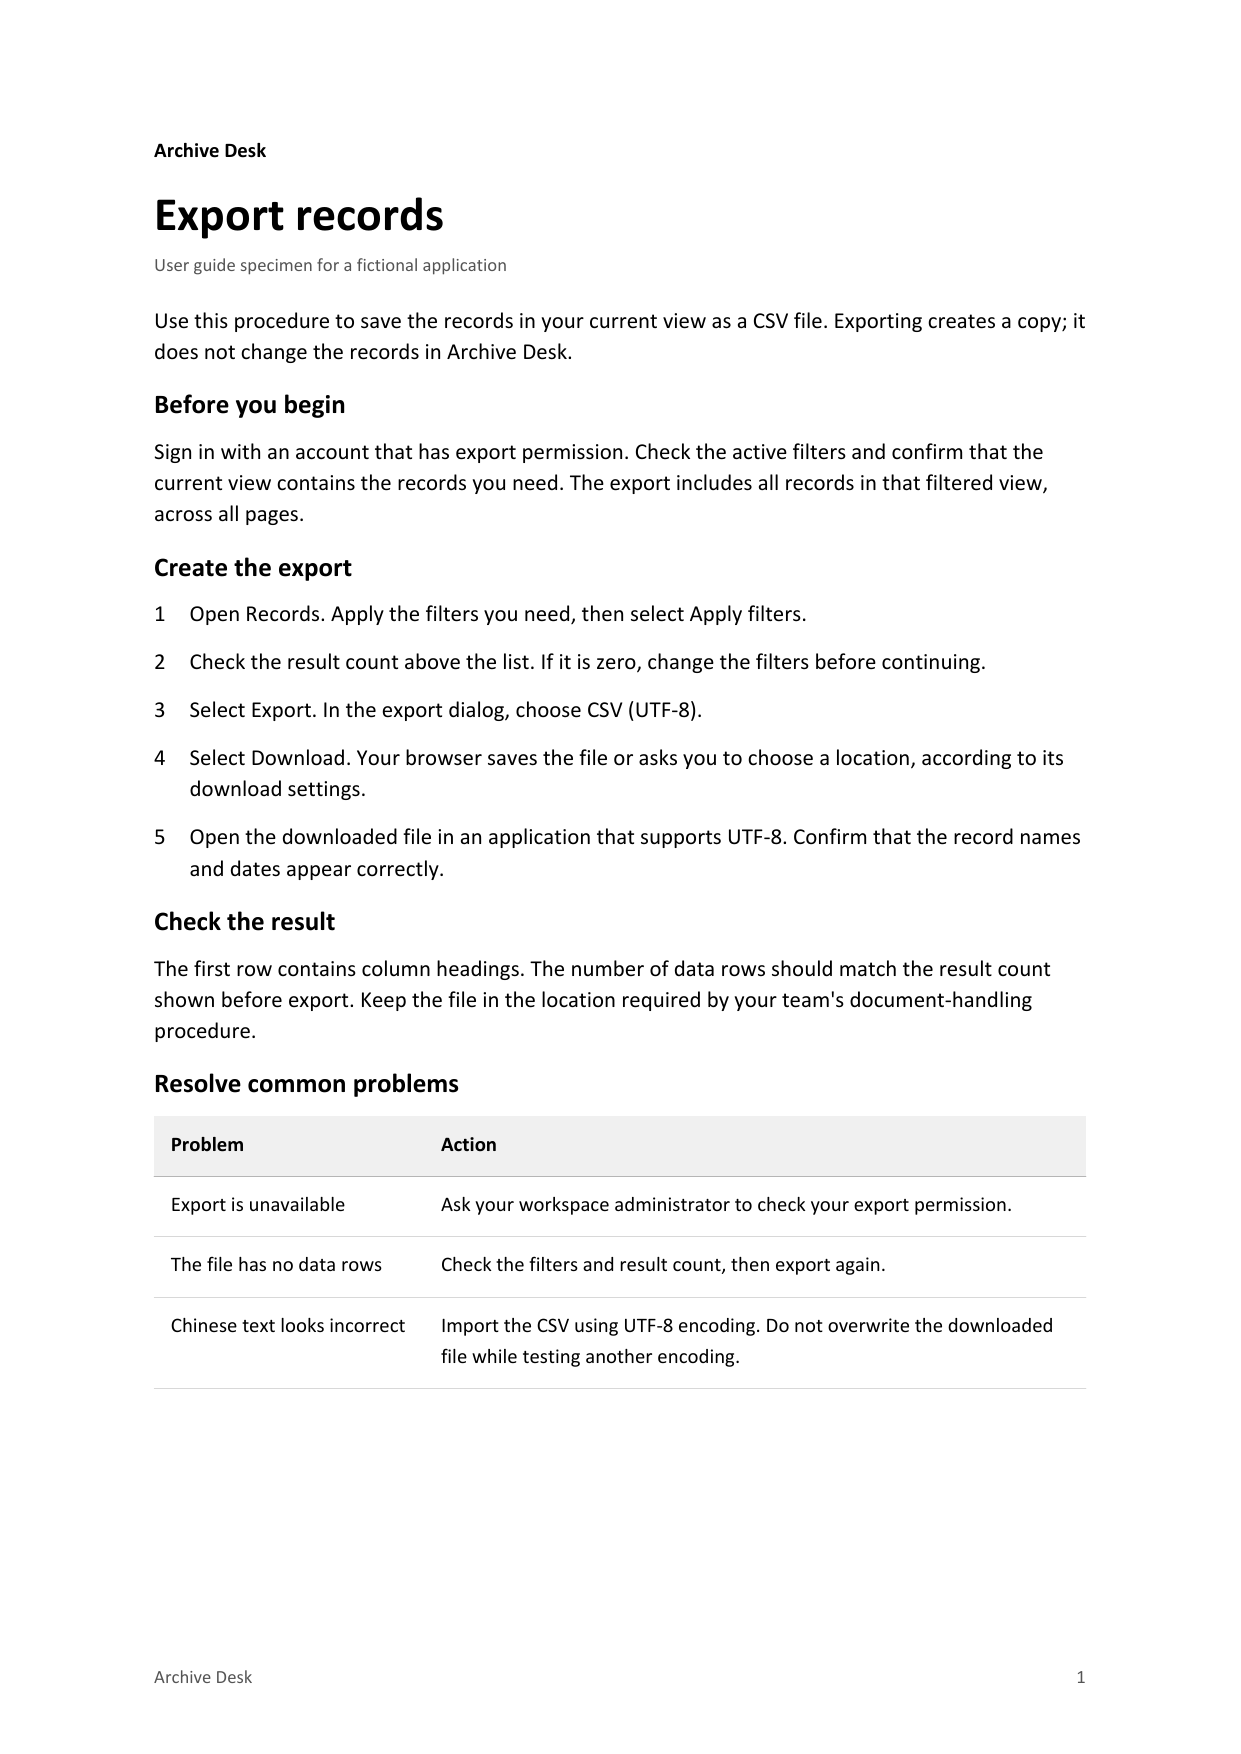 Archive Desk
Export records
User guide specimen for a fictional application
Use this procedure to save the records in your current view as a CSV file. Exporting creates a copy; it
does not change the records in Archive Desk.
Before you begin
Sign in with an account that has export permission. Check the active filters and confirm that the
current view contains the records you need. The export includes all records in that filtered view,
across all pages.
Create the export
1 Open Records. Apply the filters you need, then select Apply filters.
2 Check the result count above the list. If it is zero, change the filters before continuing.
3 Select Export. In the export dialog, choose CSV (UTF-8).
4 Select Download. Your browser saves the file or asks you to choose a location, according to its
download settings.
5 Open the downloaded file in an application that supports UTF-8. Confirm that the record names
and dates appear correctly.
Check the result
The first row contains column headings. The number of data rows should match the result count
shown before export. Keep the file in the location required by your team's document-handling
procedure.
Resolve common problems
Problem Action
Export is unavailable Ask your workspace administrator to check your export permission.
The file has no data rows Check the filters and result count, then export again.
Chinese text looks incorrect Import the CSV using UTF-8 encoding. Do not overwrite the downloaded
file while testing another encoding.
Archive Desk 1